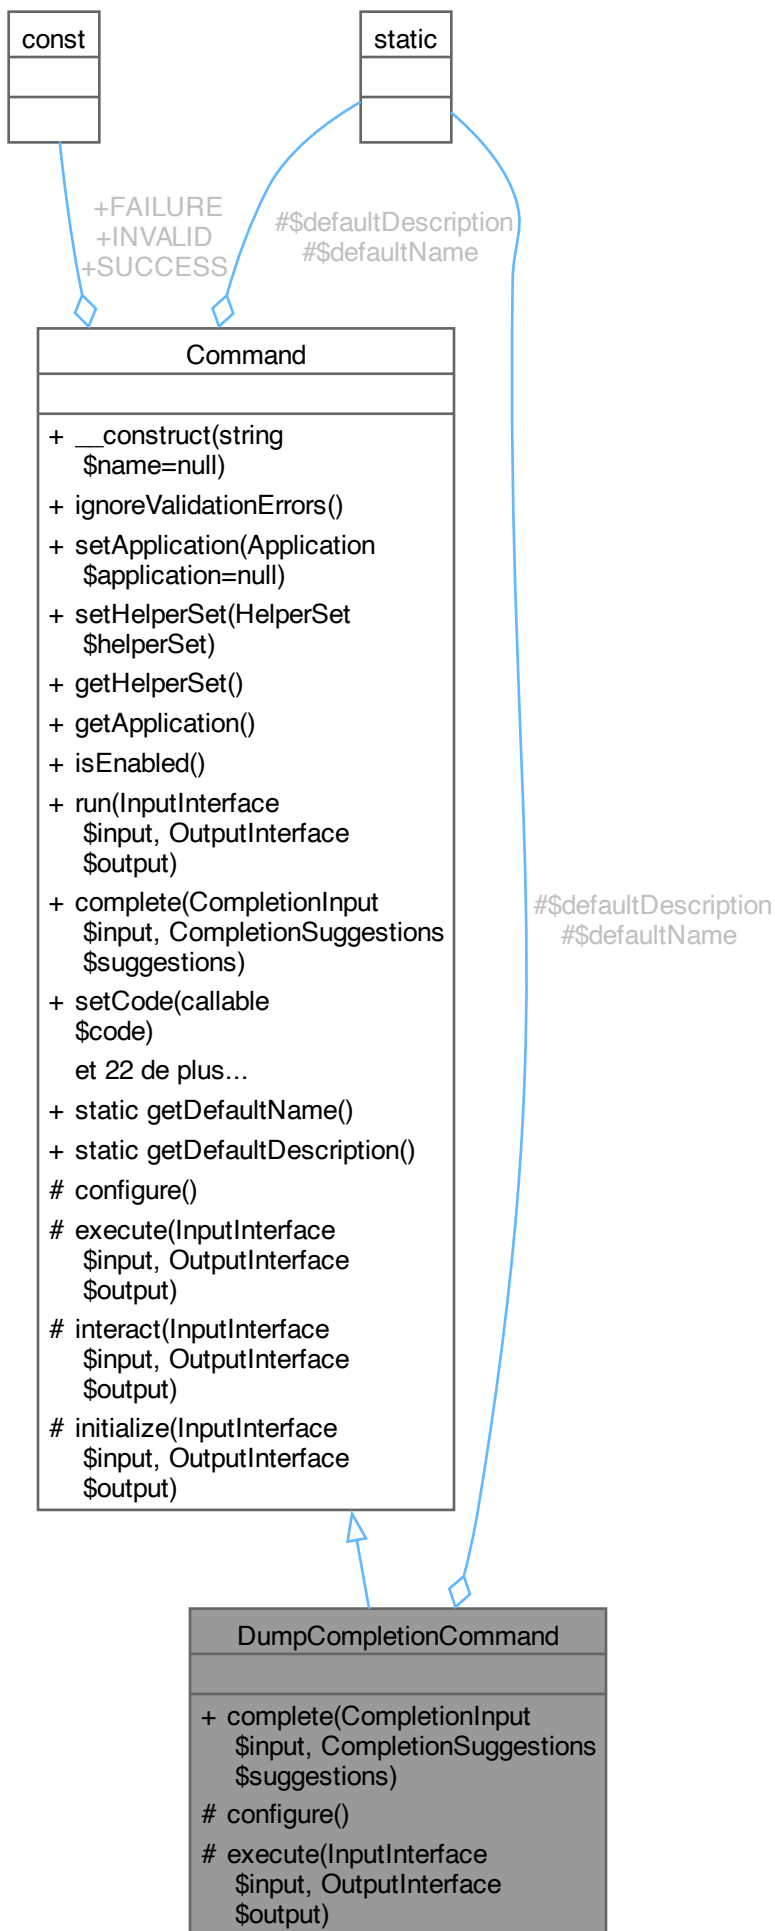 const
static
+FAILURE
+INVALID
+SUCCESS
#$defaultDescription
#$defaultName
Command
+ __construct(string
$name=null)
+ ignoreValidationErrors()
+ setApplication(Application
$application=null)
+ setHelperSet(HelperSet
$helperSet)
+ getHelperSet()
+ getApplication()
+ isEnabled()
+ run(InputInterface
$input, OutputInterface
$output)
+ complete(CompletionInput
$input, CompletionSuggestions
$suggestions)
+ setCode(callable
$code)
et 22 de plus...
+ static getDefaultName()
+ static getDefaultDescription()
# configure()
# execute(InputInterface
$input, OutputInterface
$output)
# interact(InputInterface
$input, OutputInterface
$output)
# initialize(InputInterface
$input, OutputInterface
$output)
#$defaultDescription
#$defaultName
DumpCompletionCommand
+ complete(CompletionInput
$input, CompletionSuggestions
$suggestions)
# configure()
# execute(InputInterface
$input, OutputInterface
$output)